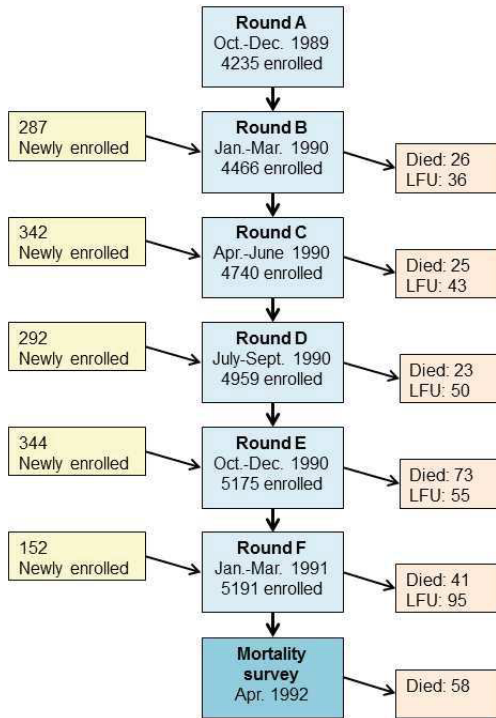 Round A
Oct.-Dec. 1989
4235 enrolled
287
Newly enrolled
Round B
Jan.-Mar. 1990
4466 enrolled
Died: 26
LFU: 36
342
Newly enrolled
Round C
Apr.-June 1990
4740 enrolled
Died: 25
LFU: 43
292
Newly enrolled
Round D
July-Sept. 1990
4959 enrolled
Died: 23
LFU: 50
344
Newly enrolled
Round E
Oct.-Dec. 1990
5175 enrolled
Died: 73
LFU: 55
152
Newly enrolled
Round F
Jan.-Mar. 1991
5191 enrolled
Died: 41
LFU: 95
Mortality
survey
Apr. 1992
Died: 58